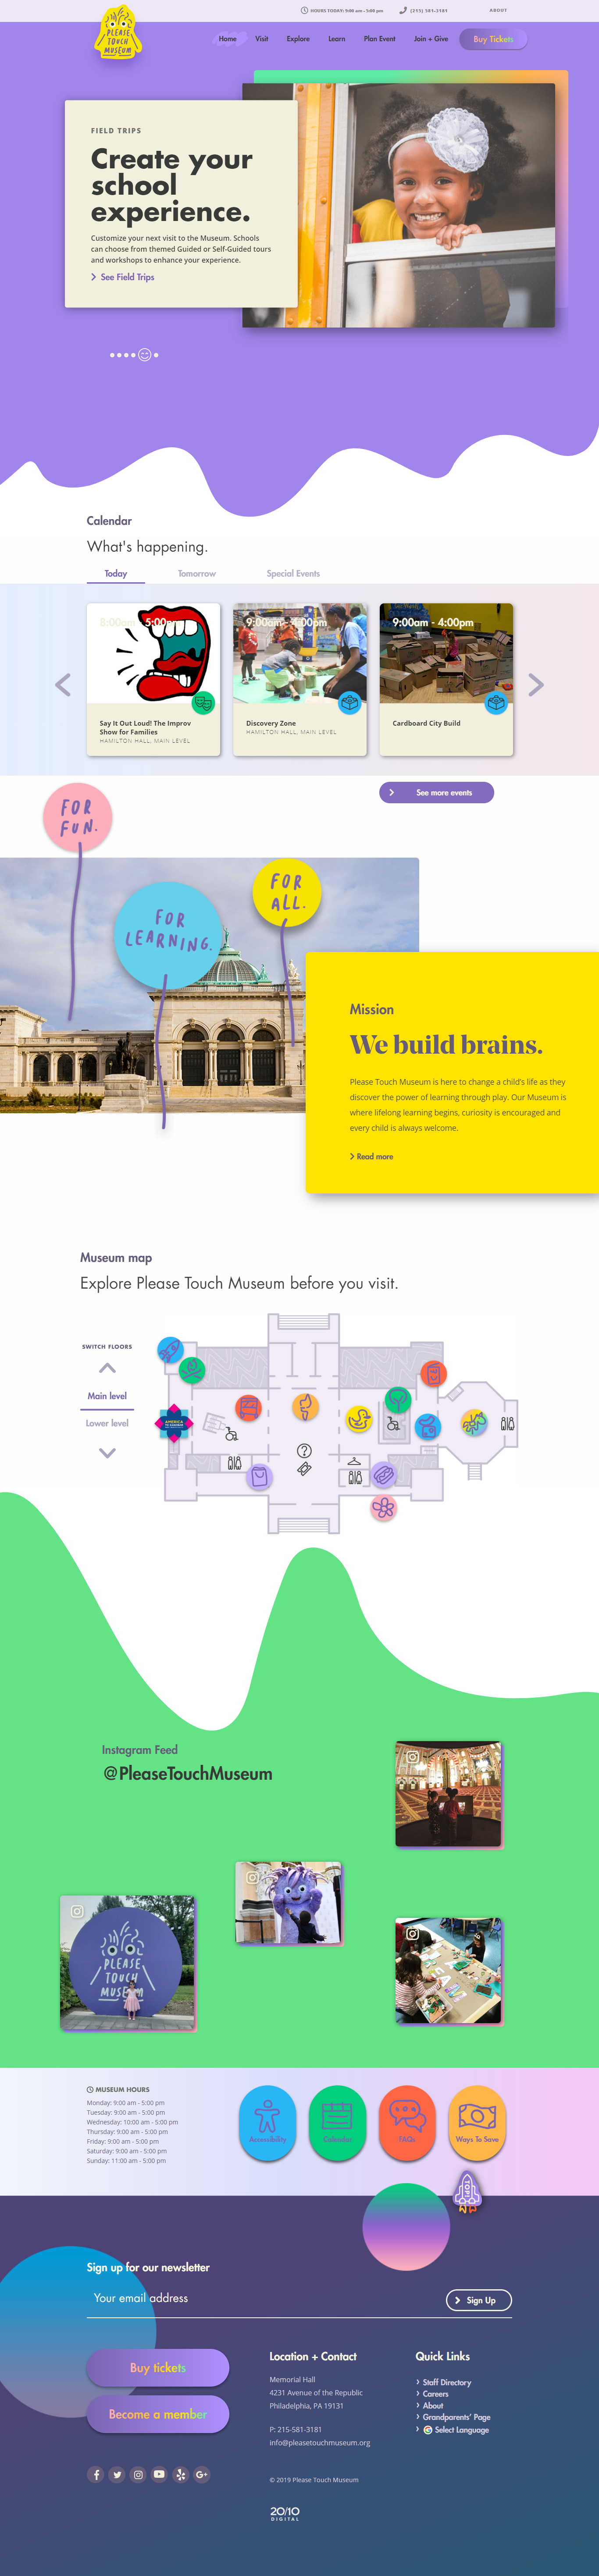 HOURS TODAY: 9:00 am - 5:00 pm
(215) 581-3181
ABOUT
PLEASE
TOUCH
MUSEUM
Home
Visit
Explore
Learn
Plan Event
Join + Give
Buy Tickets
FIELD TRIPS
Create your
school
experience.
Customize your next visit to the Museum. Schools
can choose from themed Guided or Self-Guided tours
and workshops to enhance your experience.
See Field Trips
Calendar
What's happening.
Today
Tomorrow
Special Events
8:00am - 5:00pm
Say It Out Loud! The Improv
Show for Families
HAMILTON HALL, MAIN LEVEL
9:00am - 4:00pm
Discovery Zone
HAMILTON HALL, MAIN LEVEL
9:00am - 4:00pm
Cardboard City Build
See more events
FOR
FUN.
FOR
LEARNING.
FOR
ALL.
Mission
We build brains.
Please Touch Museum is here to change a child's life as they
discover the power of learning through play. Our Museum is
where lifelong learning begins, curiosity is encouraged and
every child is always welcome.
Read more
Museum map
Explore Please Touch Museum before you visit.
SWITCH FLOORS
Main level
Lower level
AMERICA
?
Instagram Feed
@PleaseTouchMuseum
PLEASE
TOUCH
MUSEUM
MUSEUM HOURS
Monday: 9:00 am - 5:00 pm
Tuesday: 9:00 am - 5:00 pm
Wednesday: 10:00 am - 5:00 pm
Thursday: 9:00 am - 5:00 pm
Friday: 9:00 am - 5:00 pm
Saturday: 9:00 am - 5:00 pm
Sunday: 11:00 am - 5:00 pm
Accessibility
Calendar
FAQs
Ways To Save
TOP!
Sign up for our newsletter
Your email address
Sign Up
Buy tickets
Become a member
Location + Contact
Memorial Hall
4231 Avenue of the Republic
Philadelphia, PA 19131
P: 215-581-3181
info@pleasetouchmuseum.org
Quick Links
Staff Directory
Careers
About
Grandparents' Page
Select Language
© 2019 Please Touch Museum
20/10
DIGITAL